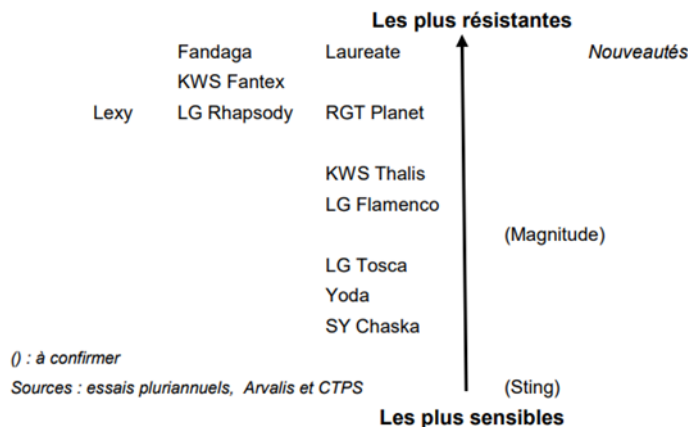 Les plus résistantes
Fandaga Laureate Nouveautés
KWS Fantex
Lexy LG Rhapsody RGT Planet
KWS Thalis
LG Flamenco
(Magnitude)
LG Tosca
Yoda
SY Chaska
() : à confirmer
Sources : essais pluriannuels, Arvalis et CTPS (Sting)
Les plus sensibles